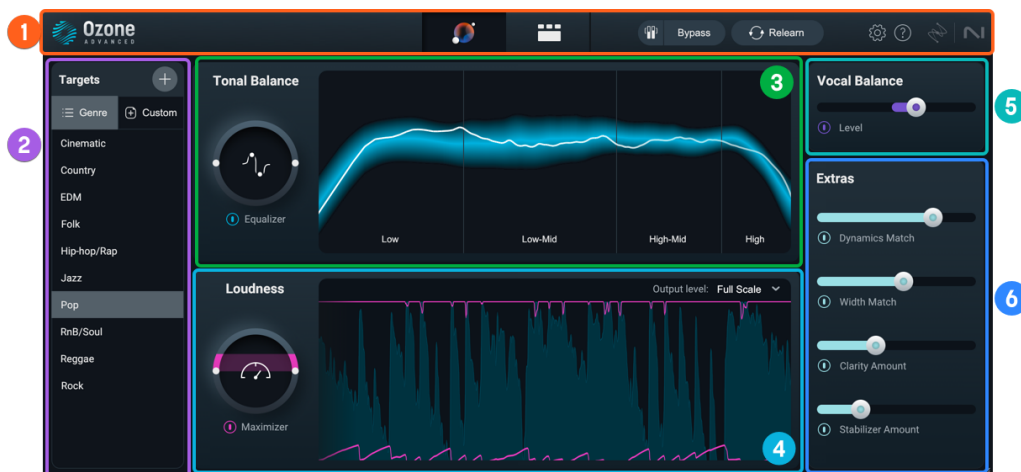 1
Ozone
ADVANCED
Bypass
Relearn
2
Targets
Genre
Custom
Cinematic
Country
EDM
Folk
Hip-hop/Rap
Jazz
Pop
RnB/Soul
Reggae
Rock
Tonal Balance
3
Equalizer
Low
Low-Mid
High-Mid
High
Loudness
Output level: Full Scale
Maximizer
4
Vocal Balance
5
Level
Extras
Dynamics Match
Width Match
6
Clarity Amount
Stabilizer Amount